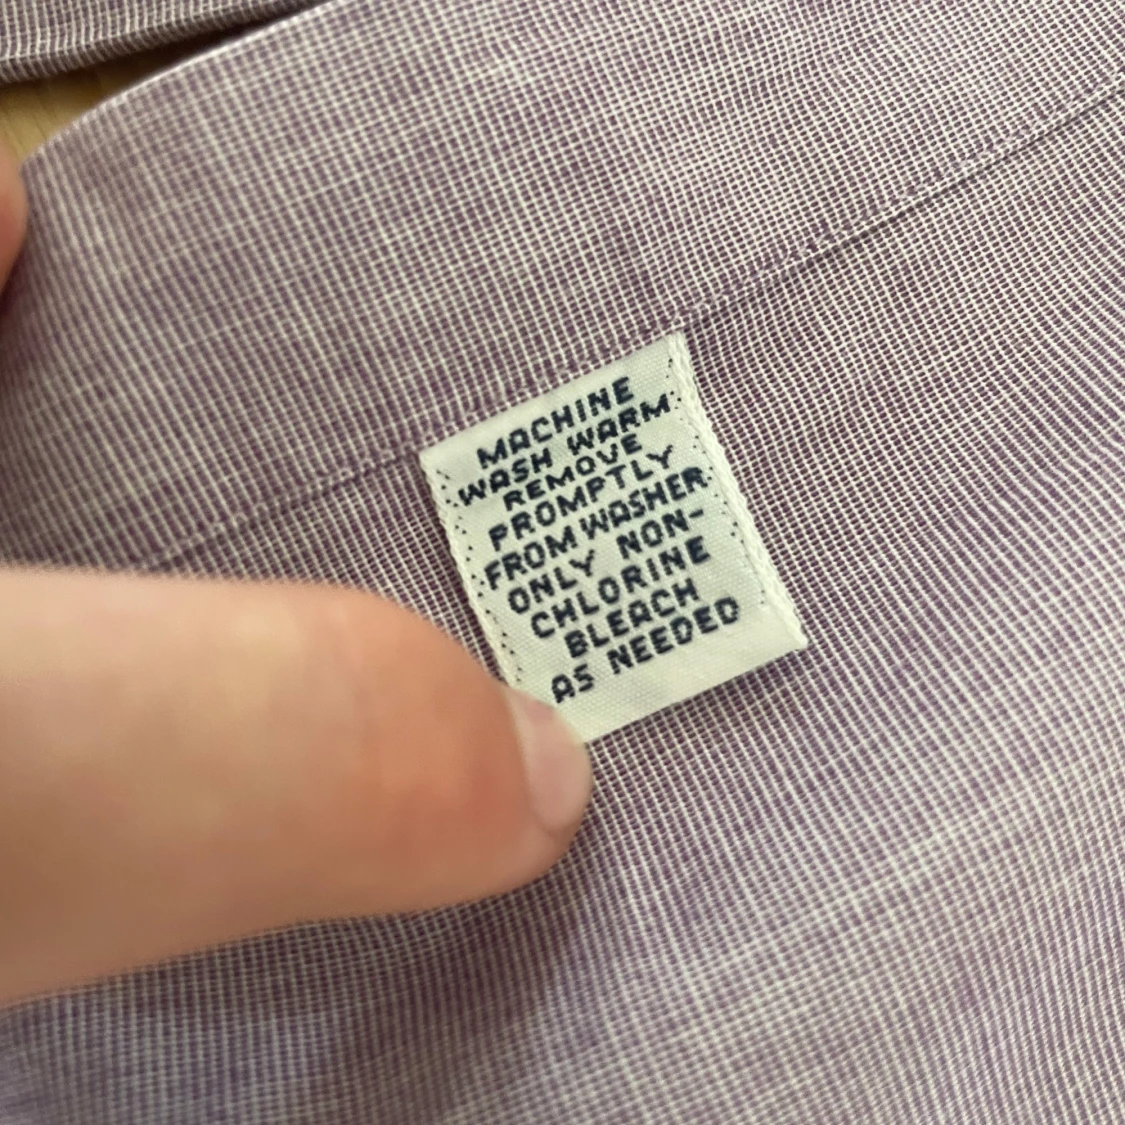 MACHINE
WASH WARM
REMOVE
PROMPTLY
FROM WASHER
ONLY NON-
CHLORINE
BLEACH
AS NEEDED